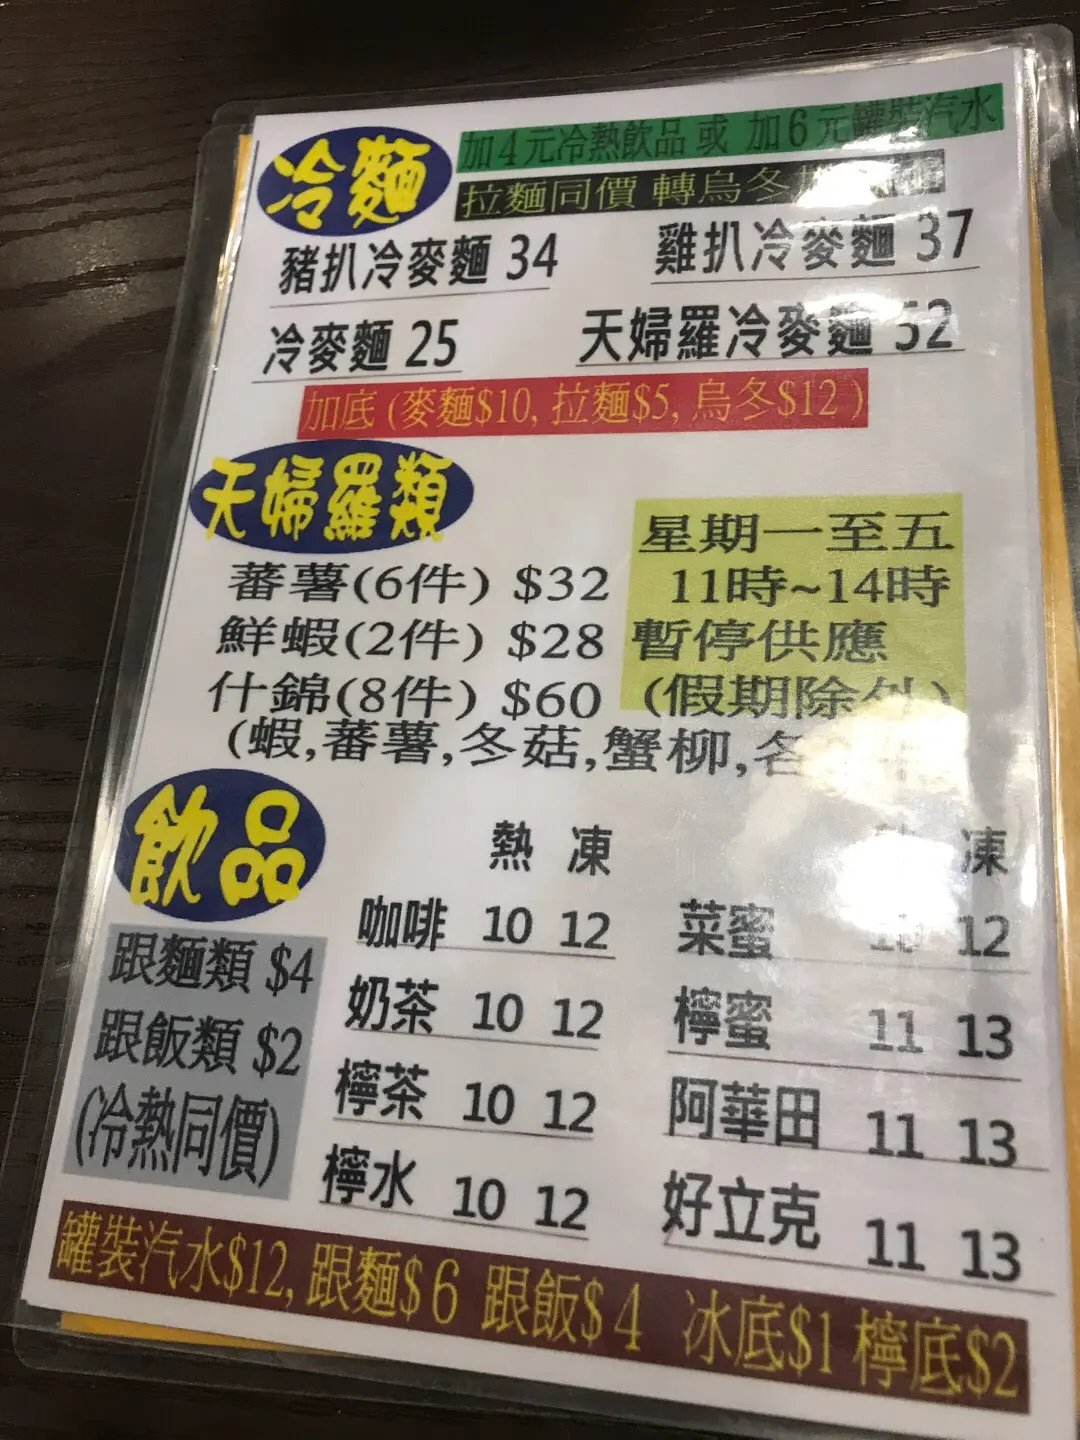 冷麵
加4元冷熱飲品 或 加6元罐裝汽水
拉麵同價 轉烏冬
豬扒冷麥麵 34
雞扒冷麥麵 37
冷麥麵 25
天婦羅冷麥麵 52
加底 (麥麵$10, 拉麵$5, 烏冬$12 )
天婦羅類
星期一至五
11時~14時
暫停供應
(假期除外)
蕃薯(6件) $32
鮮蝦(2件) $28
什錦(8件) $60
(蝦,蕃薯,冬菇,蟹柳,各
飲品
跟麵類 $4
跟飯類 $2
(冷熱同價)
熱 凍
咖啡 10 12
奶茶 10 12
檸茶 10 12
檸水 10 12
凍
菜蜜 12
檸蜜 11 13
阿華田 11 13
好立克 11 13
罐裝汽水$12, 跟麵$6 跟飯$4 冰底$1 檸底$2